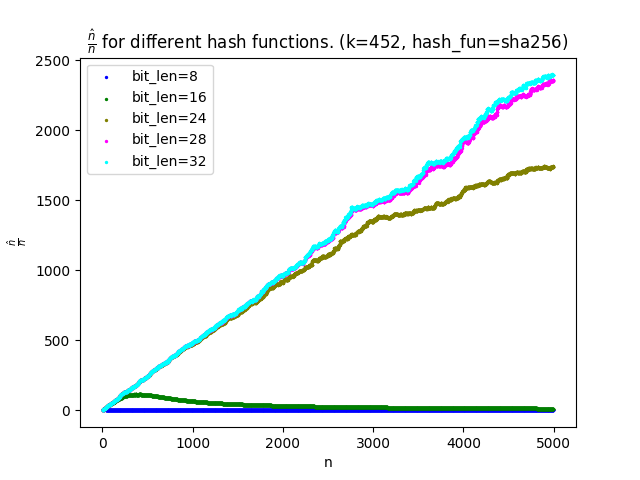 n̂/n for different hash functions. (k=452, hash_fun=sha256)
2500
2000
1500
1000
500
0
n̂/n
bit_len=8
bit_len=16
bit_len=24
bit_len=28
bit_len=32
0 1000 2000 3000 4000 5000
n